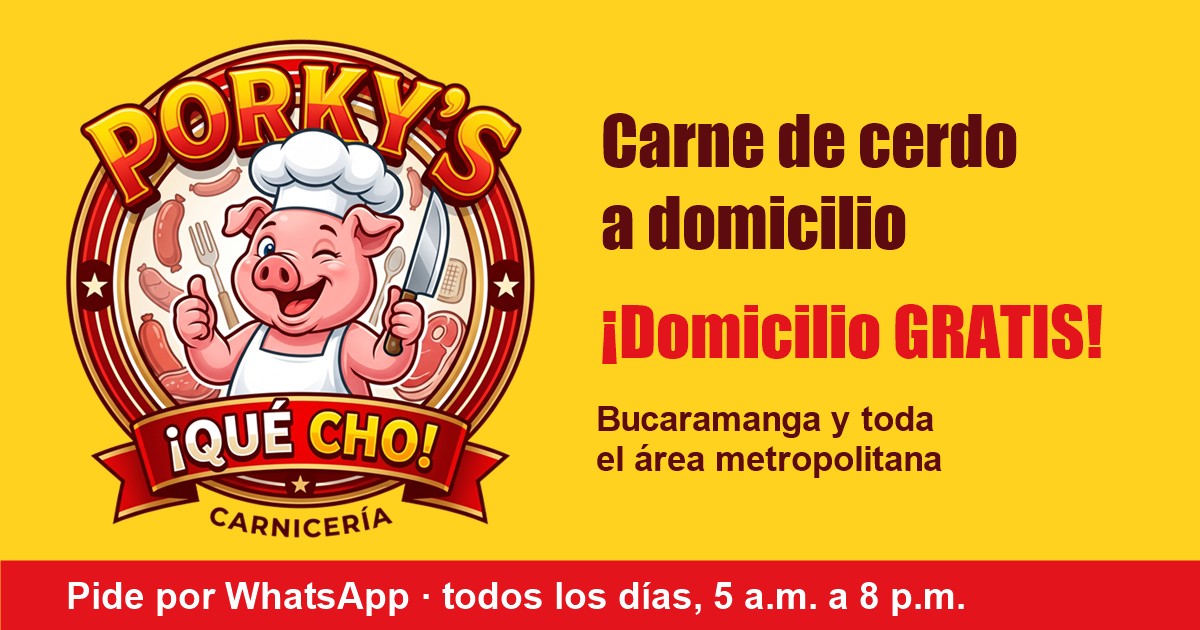 PORKY'S
¡QUÉ CHO!
CARNICERÍA
Carne de cerdo
a domicilio
¡Domicilio GRATIS!
Bucaramanga y toda
el área metropolitana
Pide por WhatsApp · todos los días, 5 a.m. a 8 p.m.